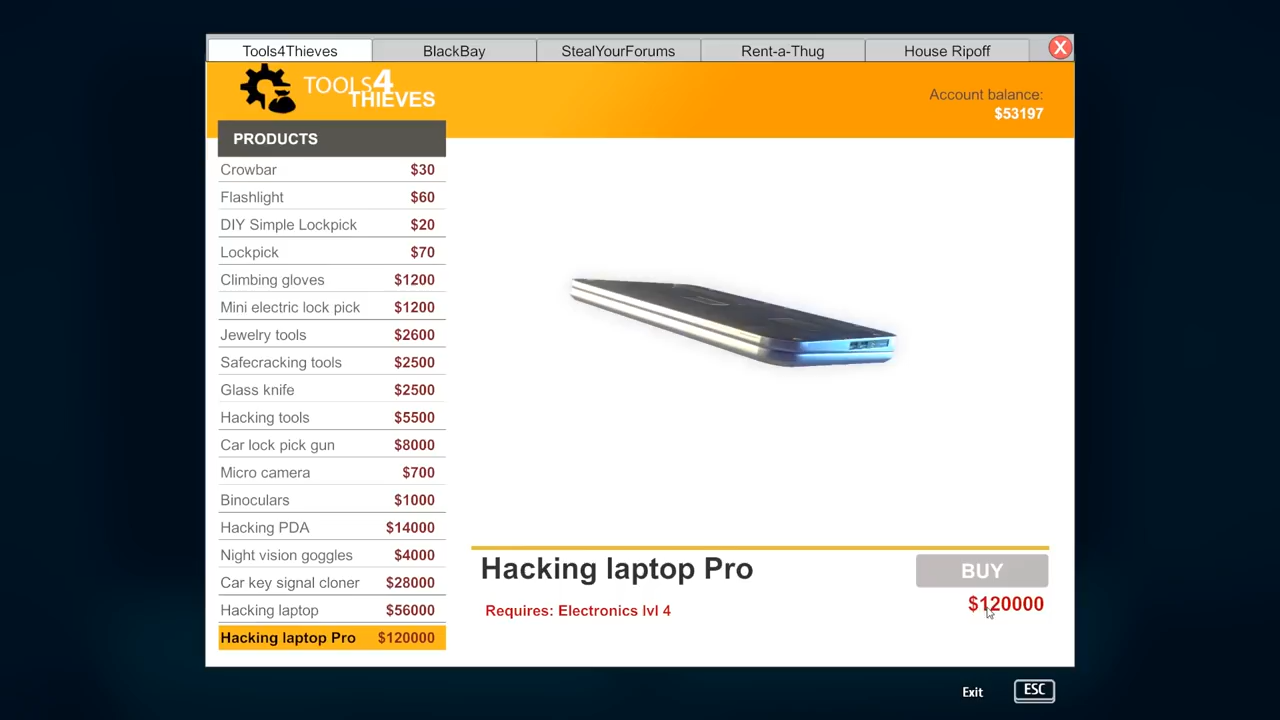 Tools4Thieves BlackBay StealYourForums Rent-a-Thug House Ripoff X
TOOLS4
THIEVES
Account balance:
$53197
PRODUCTS
Crowbar $30
Flashlight $60
DIY Simple Lockpick $20
Lockpick $70
Climbing gloves $1200
Mini electric lock pick $1200
Jewelry tools $2600
Safecracking tools $2500
Glass knife $2500
Hacking tools $5500
Car lock pick gun $8000
Micro camera $700
Binoculars $1000
Hacking PDA $14000
Night vision goggles $4000
Car key signal cloner $28000
Hacking laptop $56000
Hacking laptop Pro $120000
Hacking laptop Pro BUY
Requires: Electronics lvl 4 $120000
Exit ESC